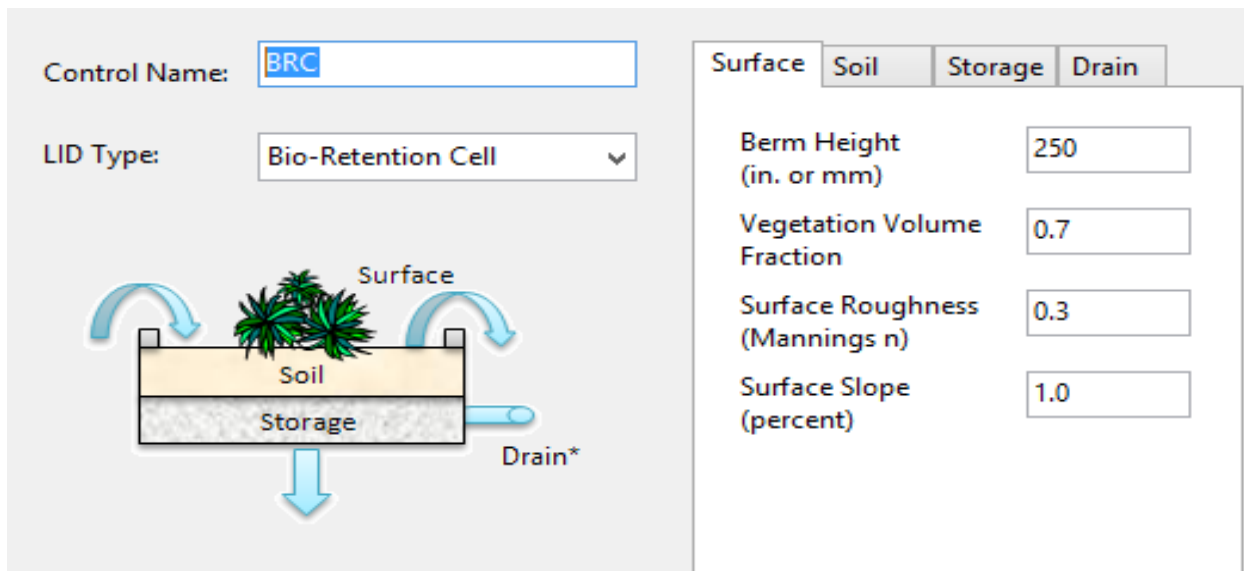 Control Name:
BRC
LID Type:
Bio-Retention Cell
Surface
Soil
Storage
Drain*
Surface Soil Storage Drain
Berm Height
(in. or mm)
250
Vegetation Volume
Fraction
0.7
Surface Roughness
(Mannings n)
0.3
Surface Slope
(percent)
1.0